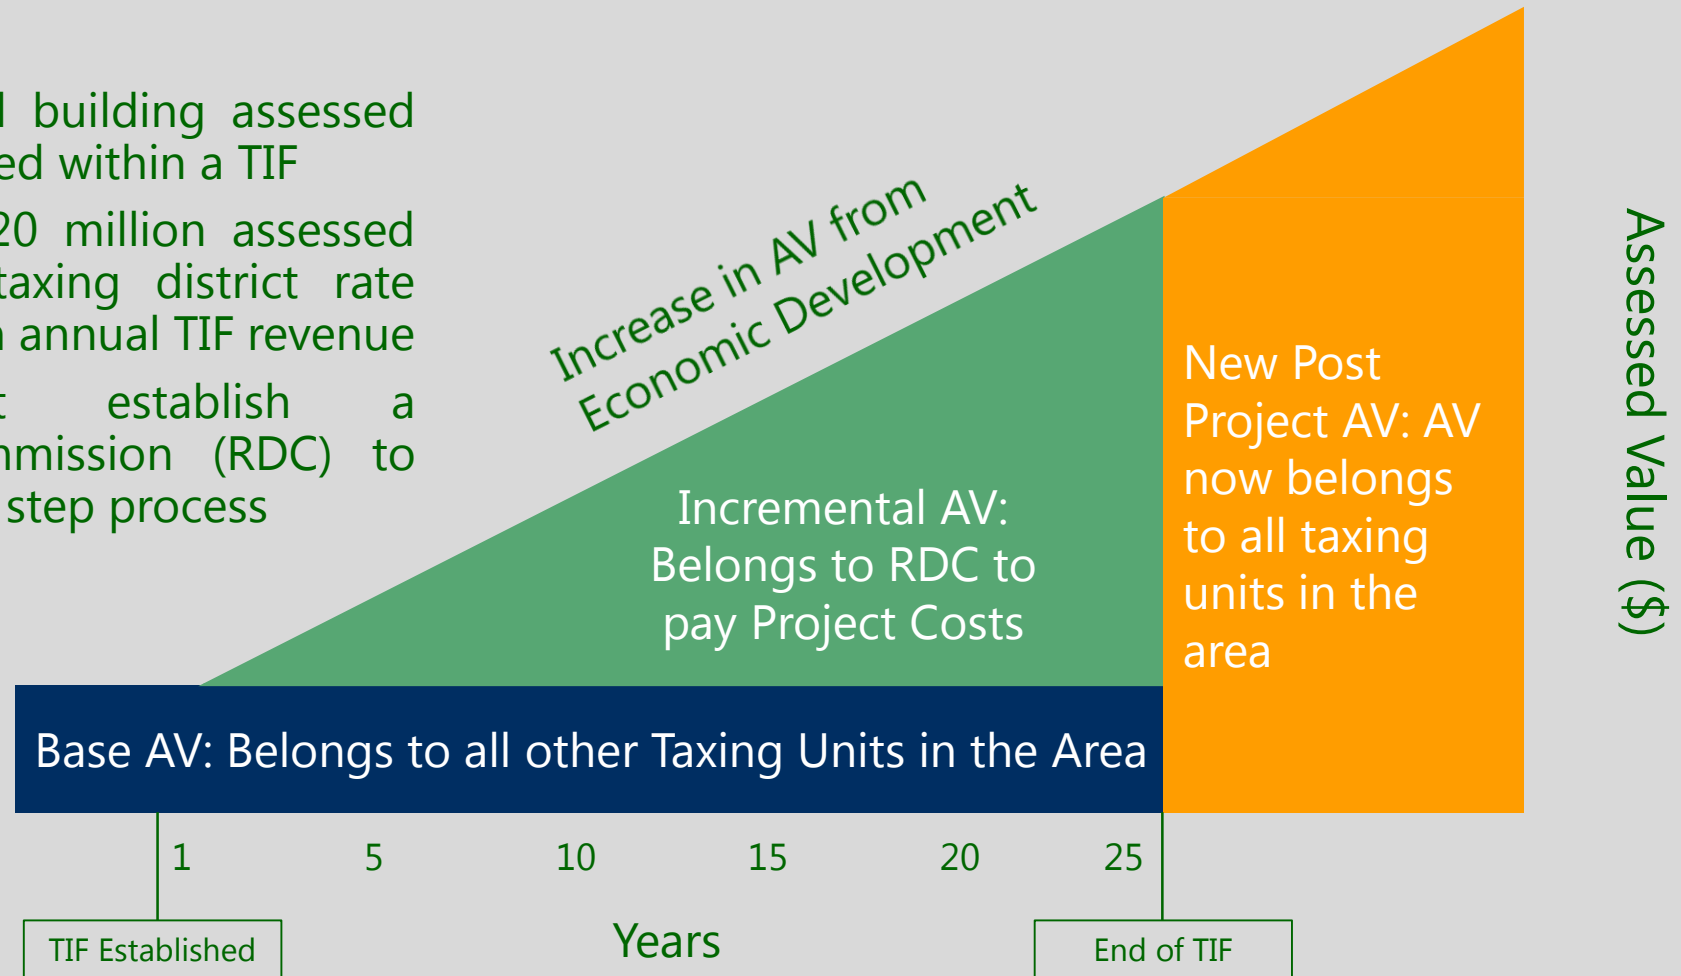 building assessed
within a TIF
20 million assessed
taxing district rate
annual TIF revenue
establish a
(RDC) to
step process
Increase in AV from
Economic Development
Incremental AV:
Belongs to RDC to
pay Project Costs
New Post
Project AV: AV
now belongs
to all taxing
units in the
area
Assessed Value ($)
Base AV: Belongs to all other Taxing Units in the Area
1 5 10 15 20 25
Years
TIF Established
End of TIF